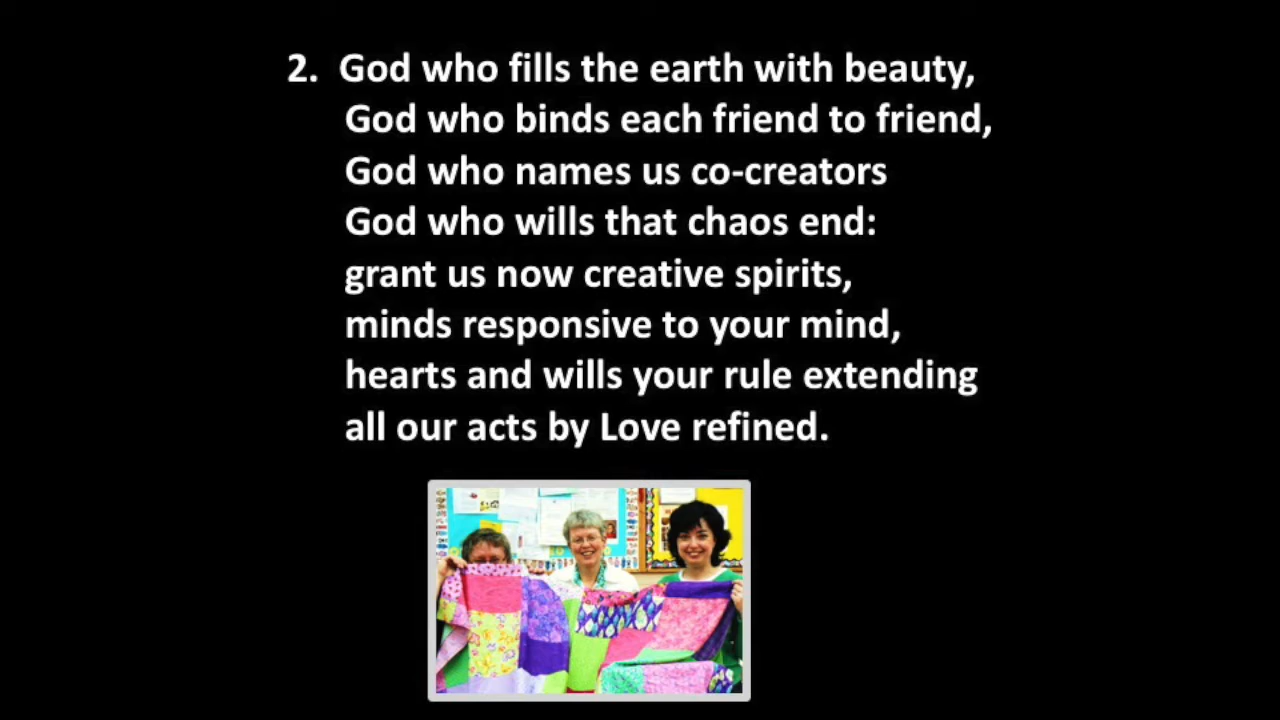 2. God who fills the earth with beauty,
God who binds each friend to friend,
God who names us co-creators
God who wills that chaos end:
grant us now creative spirits,
minds responsive to your mind,
hearts and wills your rule extending
all our acts by Love refined.